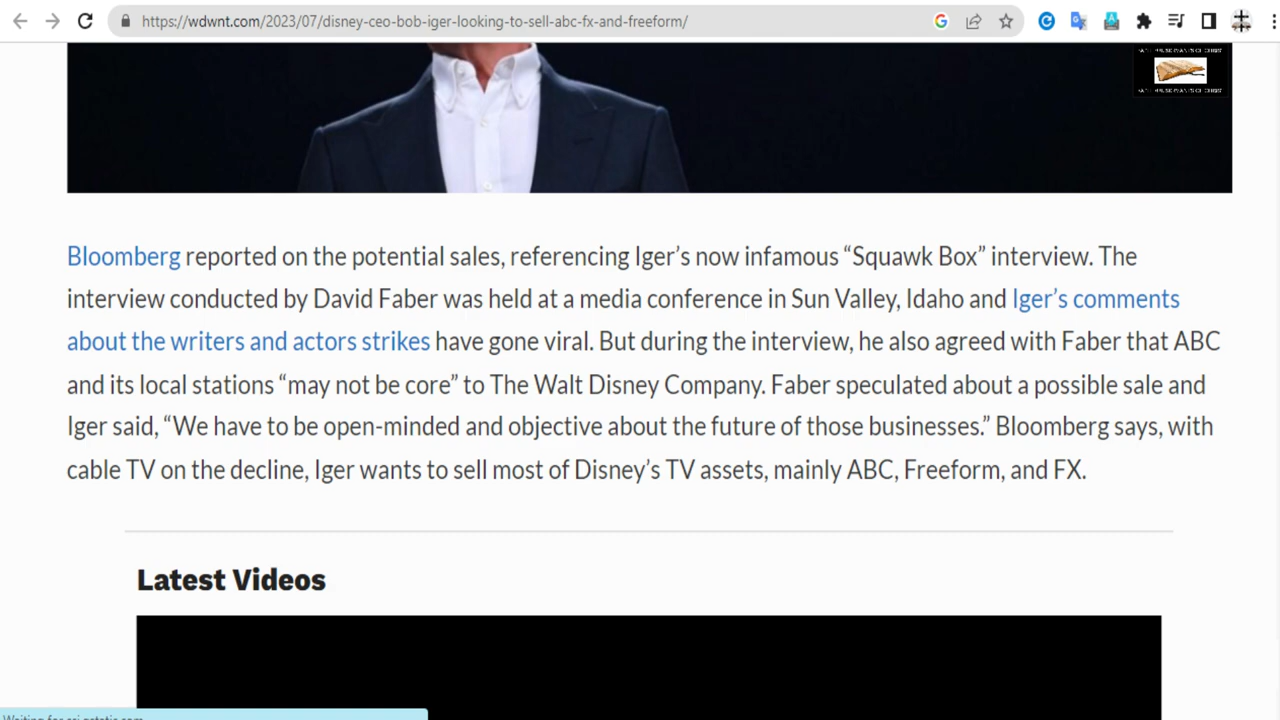 https://wdwnt.com/2023/07/disney-ceo-bob-iger-looking-to-sell-abc-fx-and-freeform/
Bloomberg reported on the potential sales, referencing Iger’s now infamous “Squawk Box” interview. The
interview conducted by David Faber was held at a media conference in Sun Valley, Idaho and Iger’s comments
about the writers and actors strikes have gone viral. But during the interview, he also agreed with Faber that ABC
and its local stations “may not be core” to The Walt Disney Company. Faber speculated about a possible sale and
Iger said, “We have to be open-minded and objective about the future of those businesses.” Bloomberg says, with
cable TV on the decline, Iger wants to sell most of Disney’s TV assets, mainly ABC, Freeform, and FX.
Latest Videos